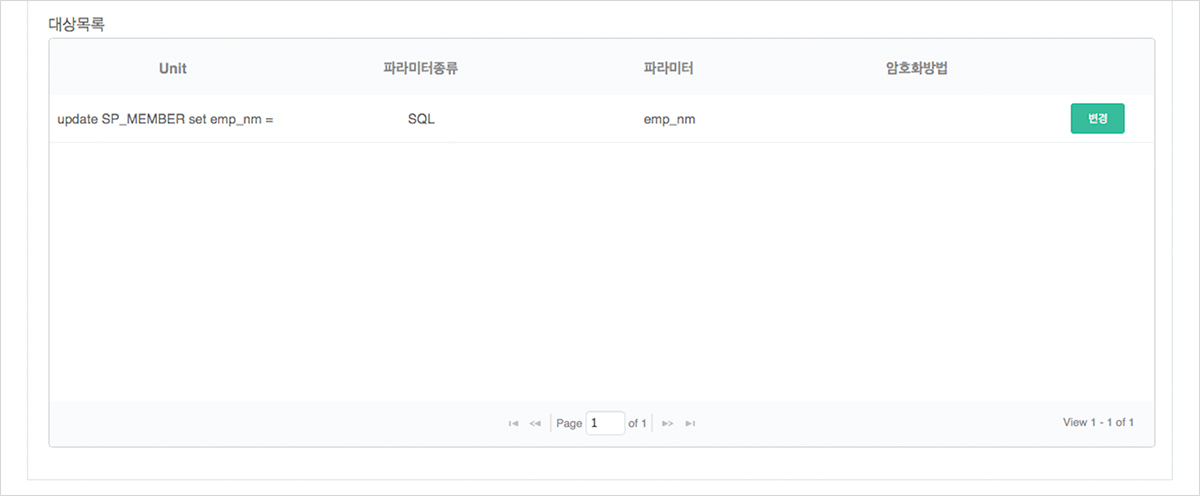 대상목록
Unit 파라미터종류 파라미터 암호화방법
update SP_MEMBER set emp_nm = SQL emp_nm 변경
Page 1 of 1 View 1 - 1 of 1